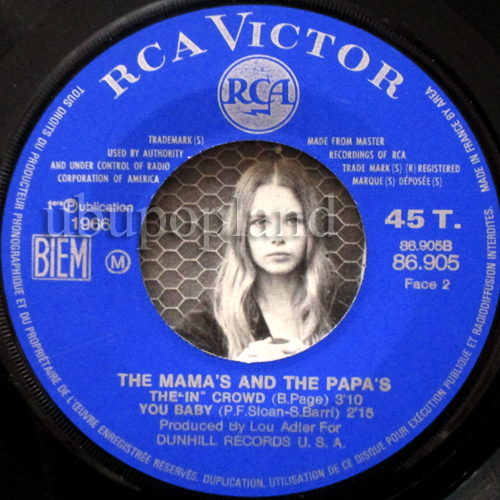 RCA VICTOR
RCA
TRADEMARK(S)
USED BY AUTHORITY
AND UNDER CONTROL OF RADIO
CORPORATION OF AMERICA
MADE FROM MASTER
RECORDINGS OF RCA
TRADE MARK(S) (R) REGISTERED
MARQUE(S) DÉPOSÉE(S)
1ère Ⓟublication
1966
ukupopland
BIEM
M
45 T.
86.905B
86.905
Face 2
THE MAMA'S AND THE PAPA'S
THE"IN" CROWD (B.Page) 3'10
YOU BABY (P.F.Sloan-S.Barri) 2'15
Produced by Lou Adler For
DUNHILL RECORDS U.S.A.
TOUS DROITS DU PRODUCTEUR PHONOGRAPHIQUE ET DU PROPRIÉTAIRE DE L'ŒUVRE ENREGISTRÉE RÉSERVÉS. DUPLICATION, UTILISATION DE CE DISQUE POUR EXÉCUTION PUBLIQUE ET RADIODIFFUSION INTERDITES.
MADE IN FRANCE BY AREA